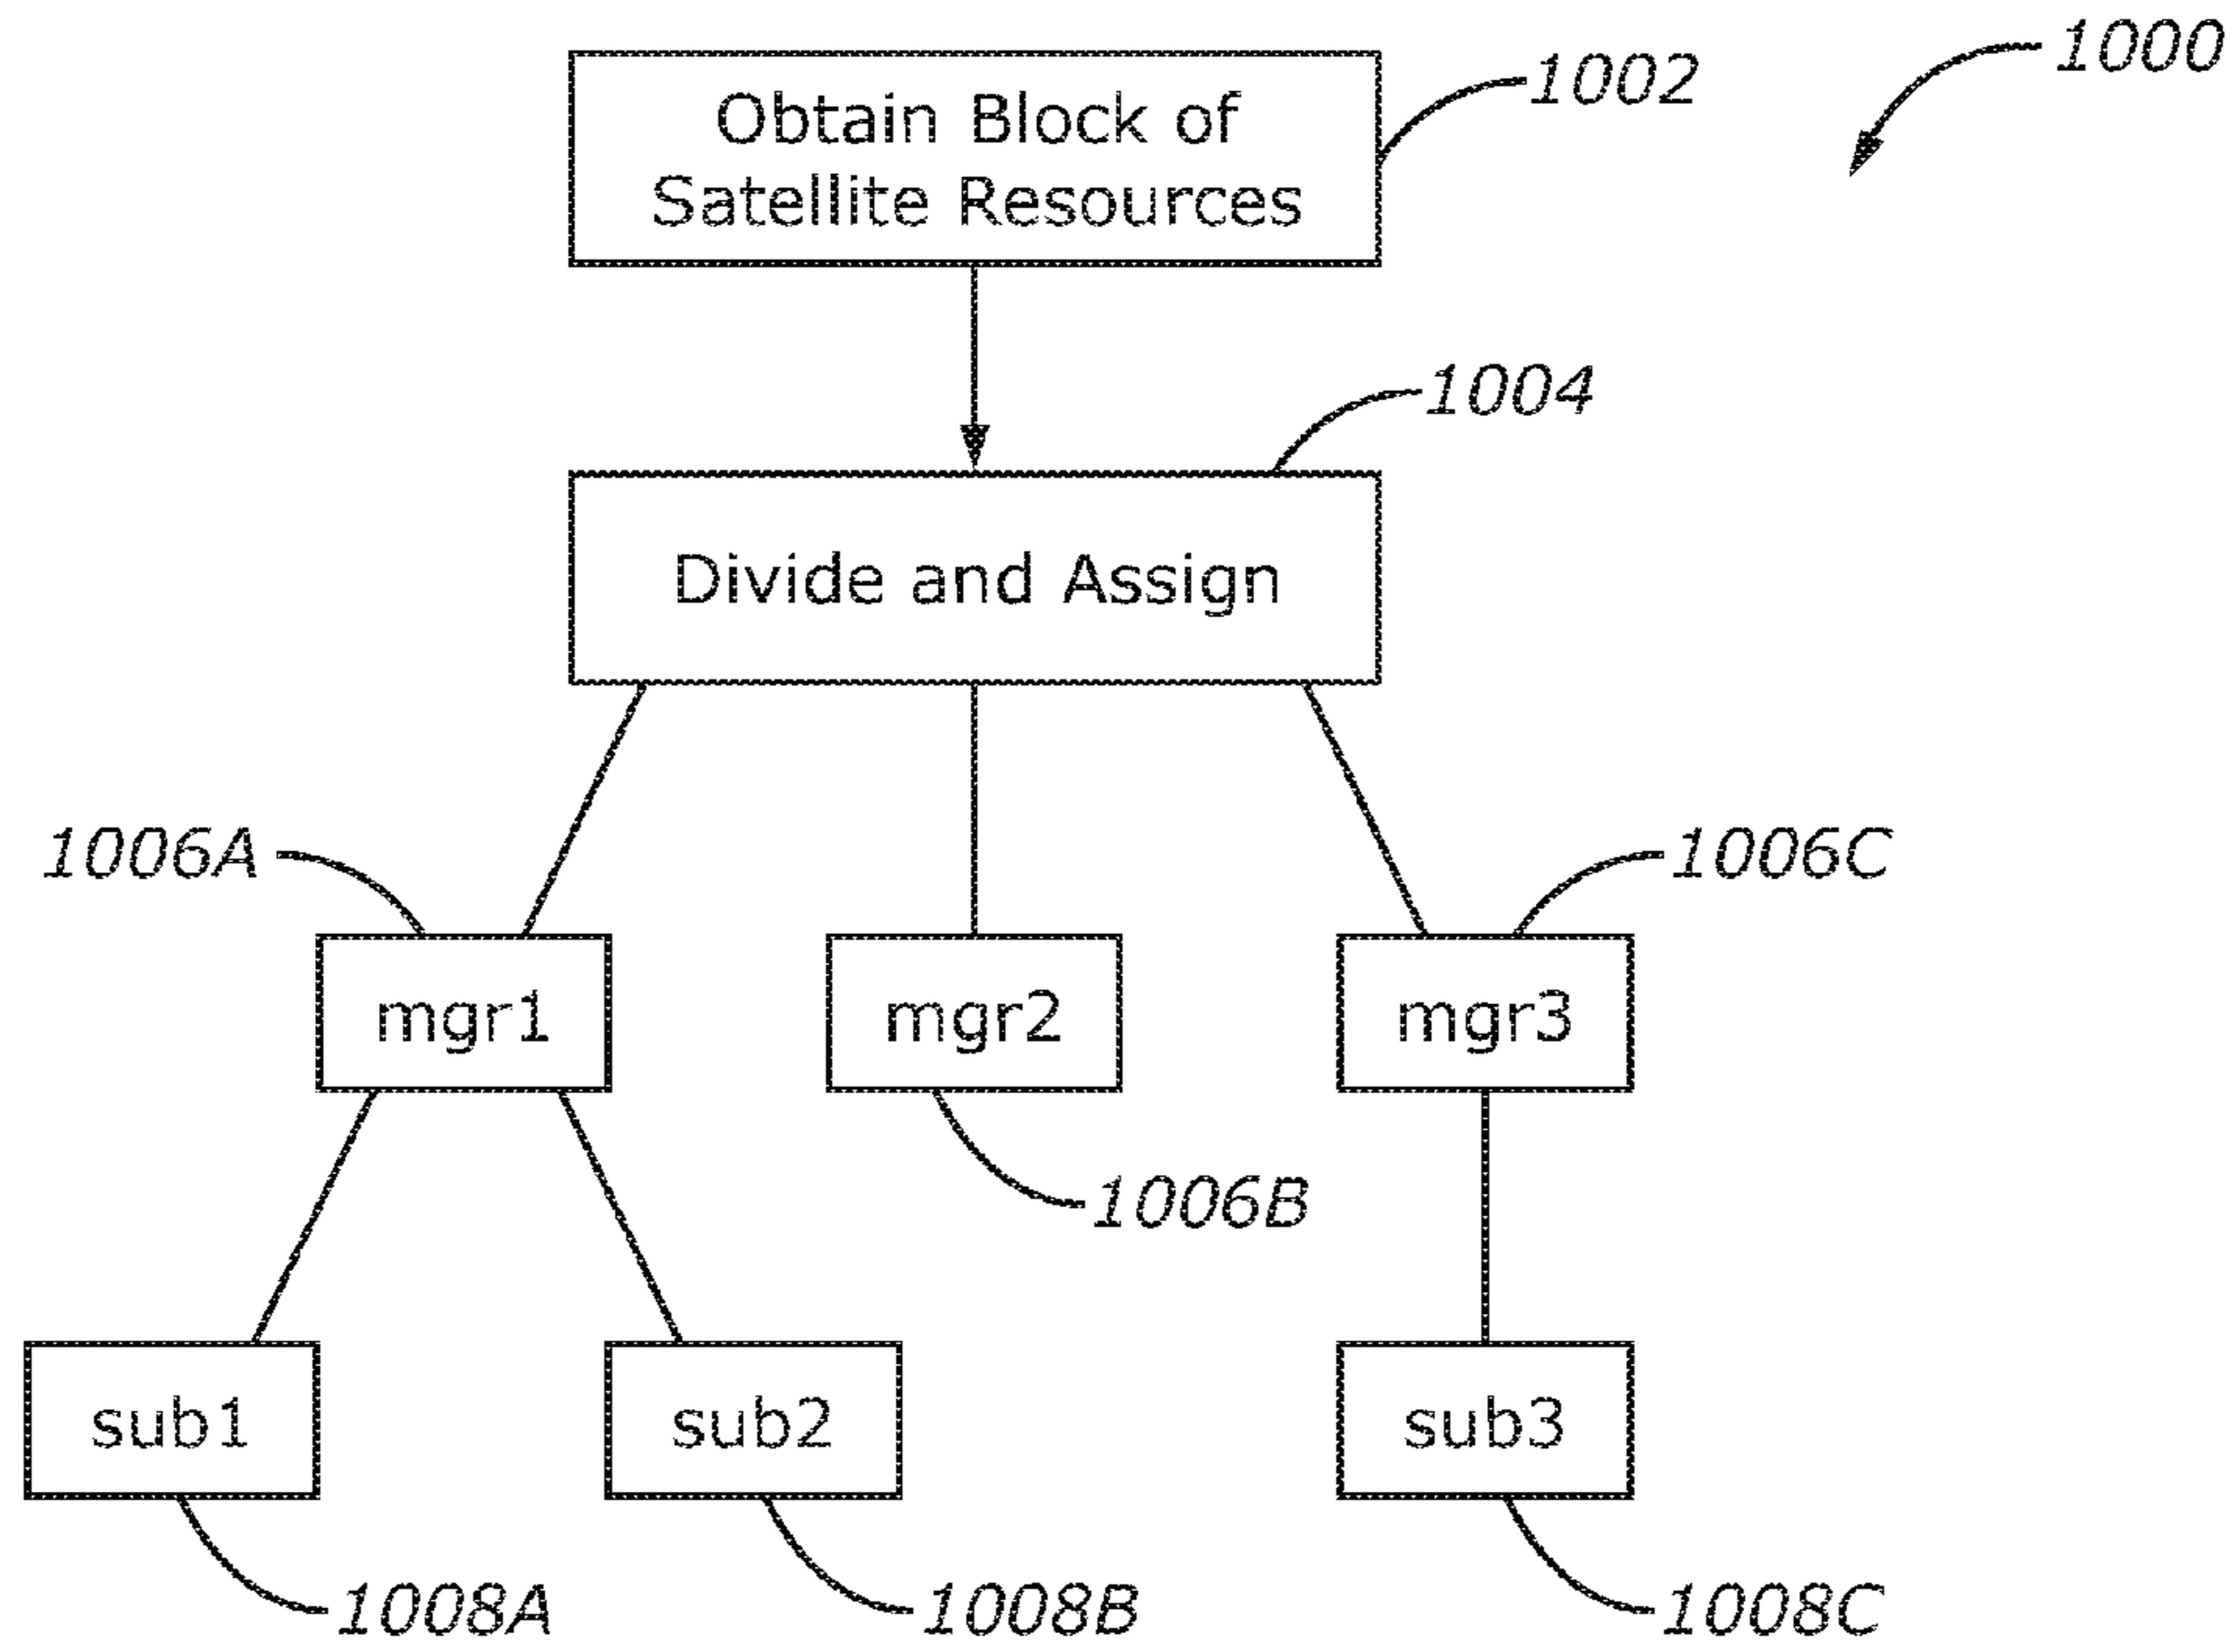 1000
1002
Obtain Block of
Satellite Resources
1004
Divide and Assign
1006A
1006C
mgr1
mgr2
mgr3
1006B
sub1
sub2
sub3
1008A
1008B
1008C